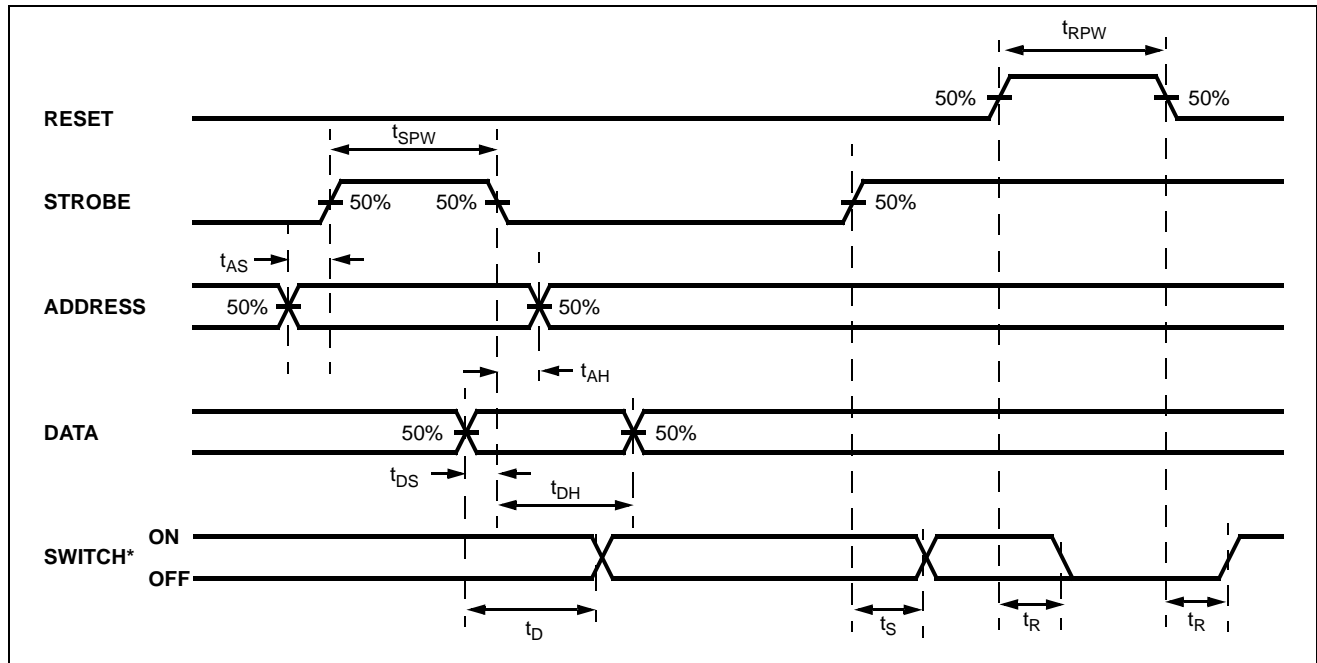 tRPW
50% 50%
RESET
tSPW
STROBE 50% 50% 50%
tAS
ADDRESS 50% 50%
tAH
DATA 50% 50%
tDS
tDH
ON
SWITCH*
OFF
tD tS tR tR